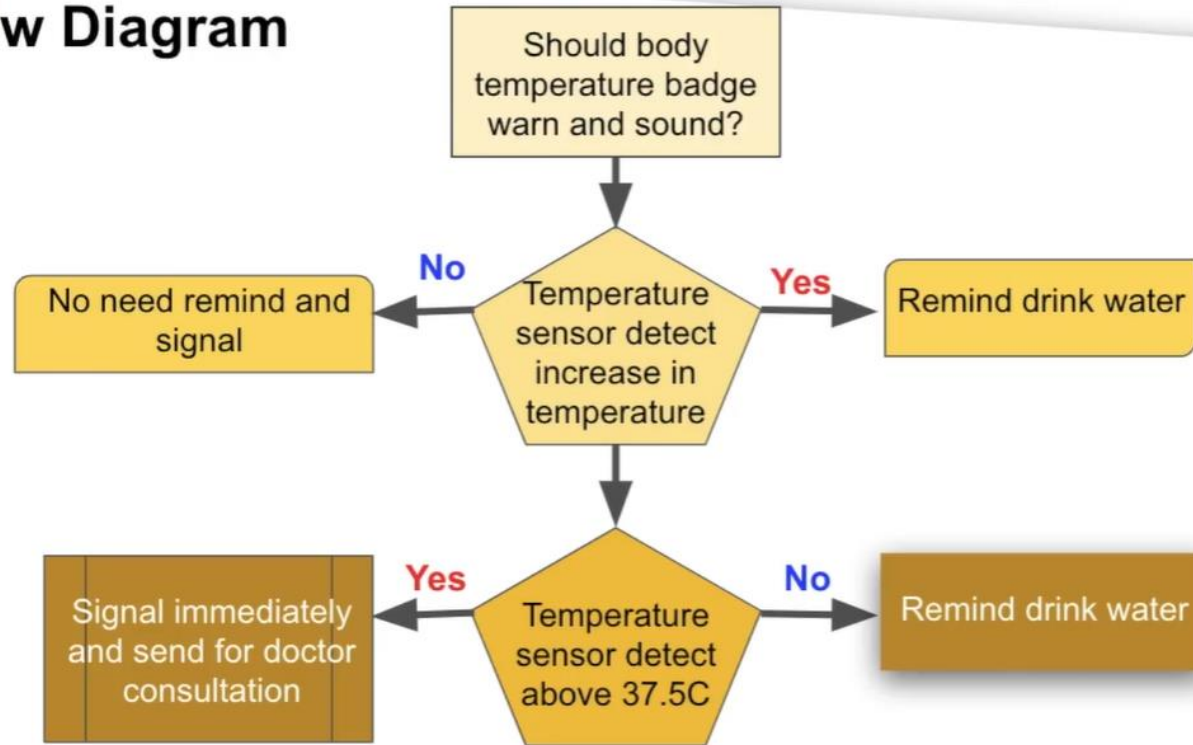 w Diagram
Should body
temperature badge
warn and sound?
No
Yes
No need remind and
signal
Temperature
sensor detect
increase in
temperature
Remind drink water
Yes
No
Signal immediately
and send for doctor
consultation
Temperature
sensor detect
above 37.5C
Remind drink water